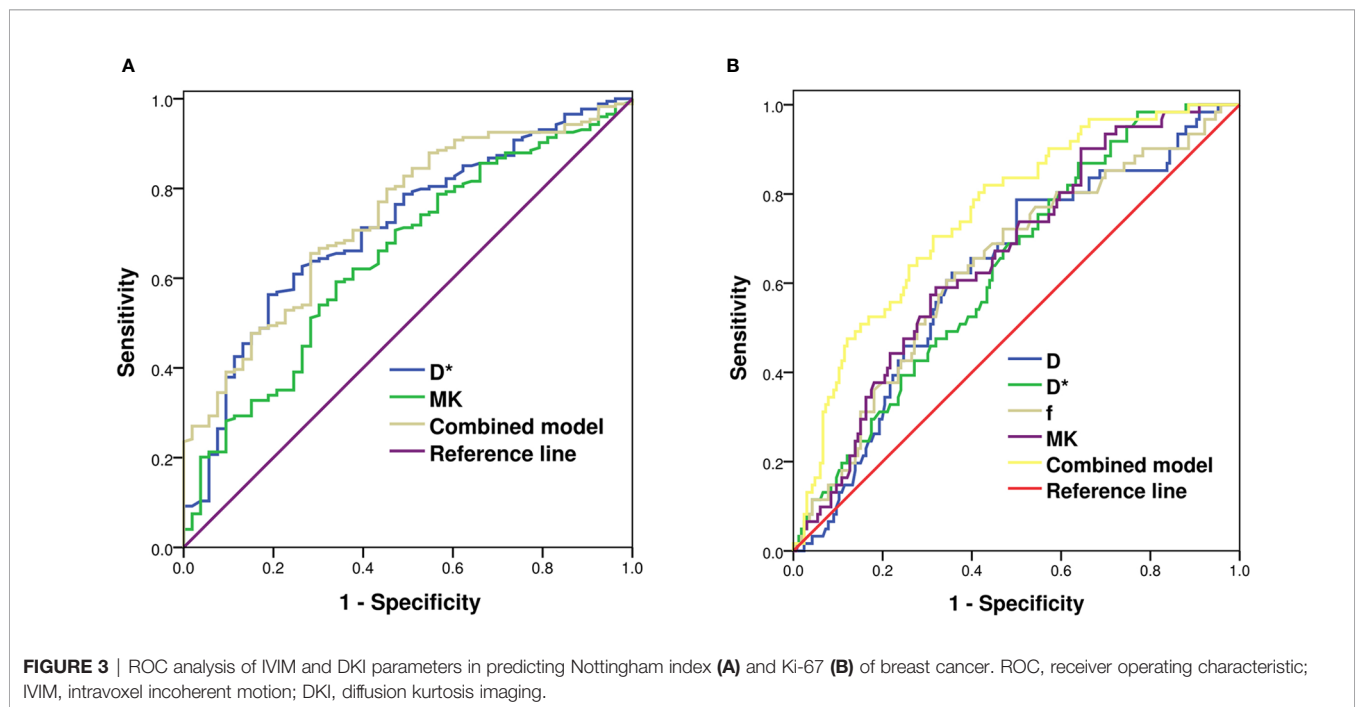 A
1.0
0.8
0.6
0.4
0.2
0.0
Sensitivity
D*
MK
Combined model
Reference line
0.0 0.2 0.4 0.6 0.8 1.0
1 - Specificity
B
1.0
0.8
0.6
0.4
0.2
0.0
Sensitivity
D
D*
f
MK
Combined model
Reference line
0.0 0.2 0.4 0.6 0.8 1.0
1 - Specificity
FIGURE 3 | ROC analysis of IVIM and DKI parameters in predicting Nottingham index (A) and Ki-67 (B) of breast cancer. ROC, receiver operating characteristic;
IVIM, intravoxel incoherent motion; DKI, diffusion kurtosis imaging.